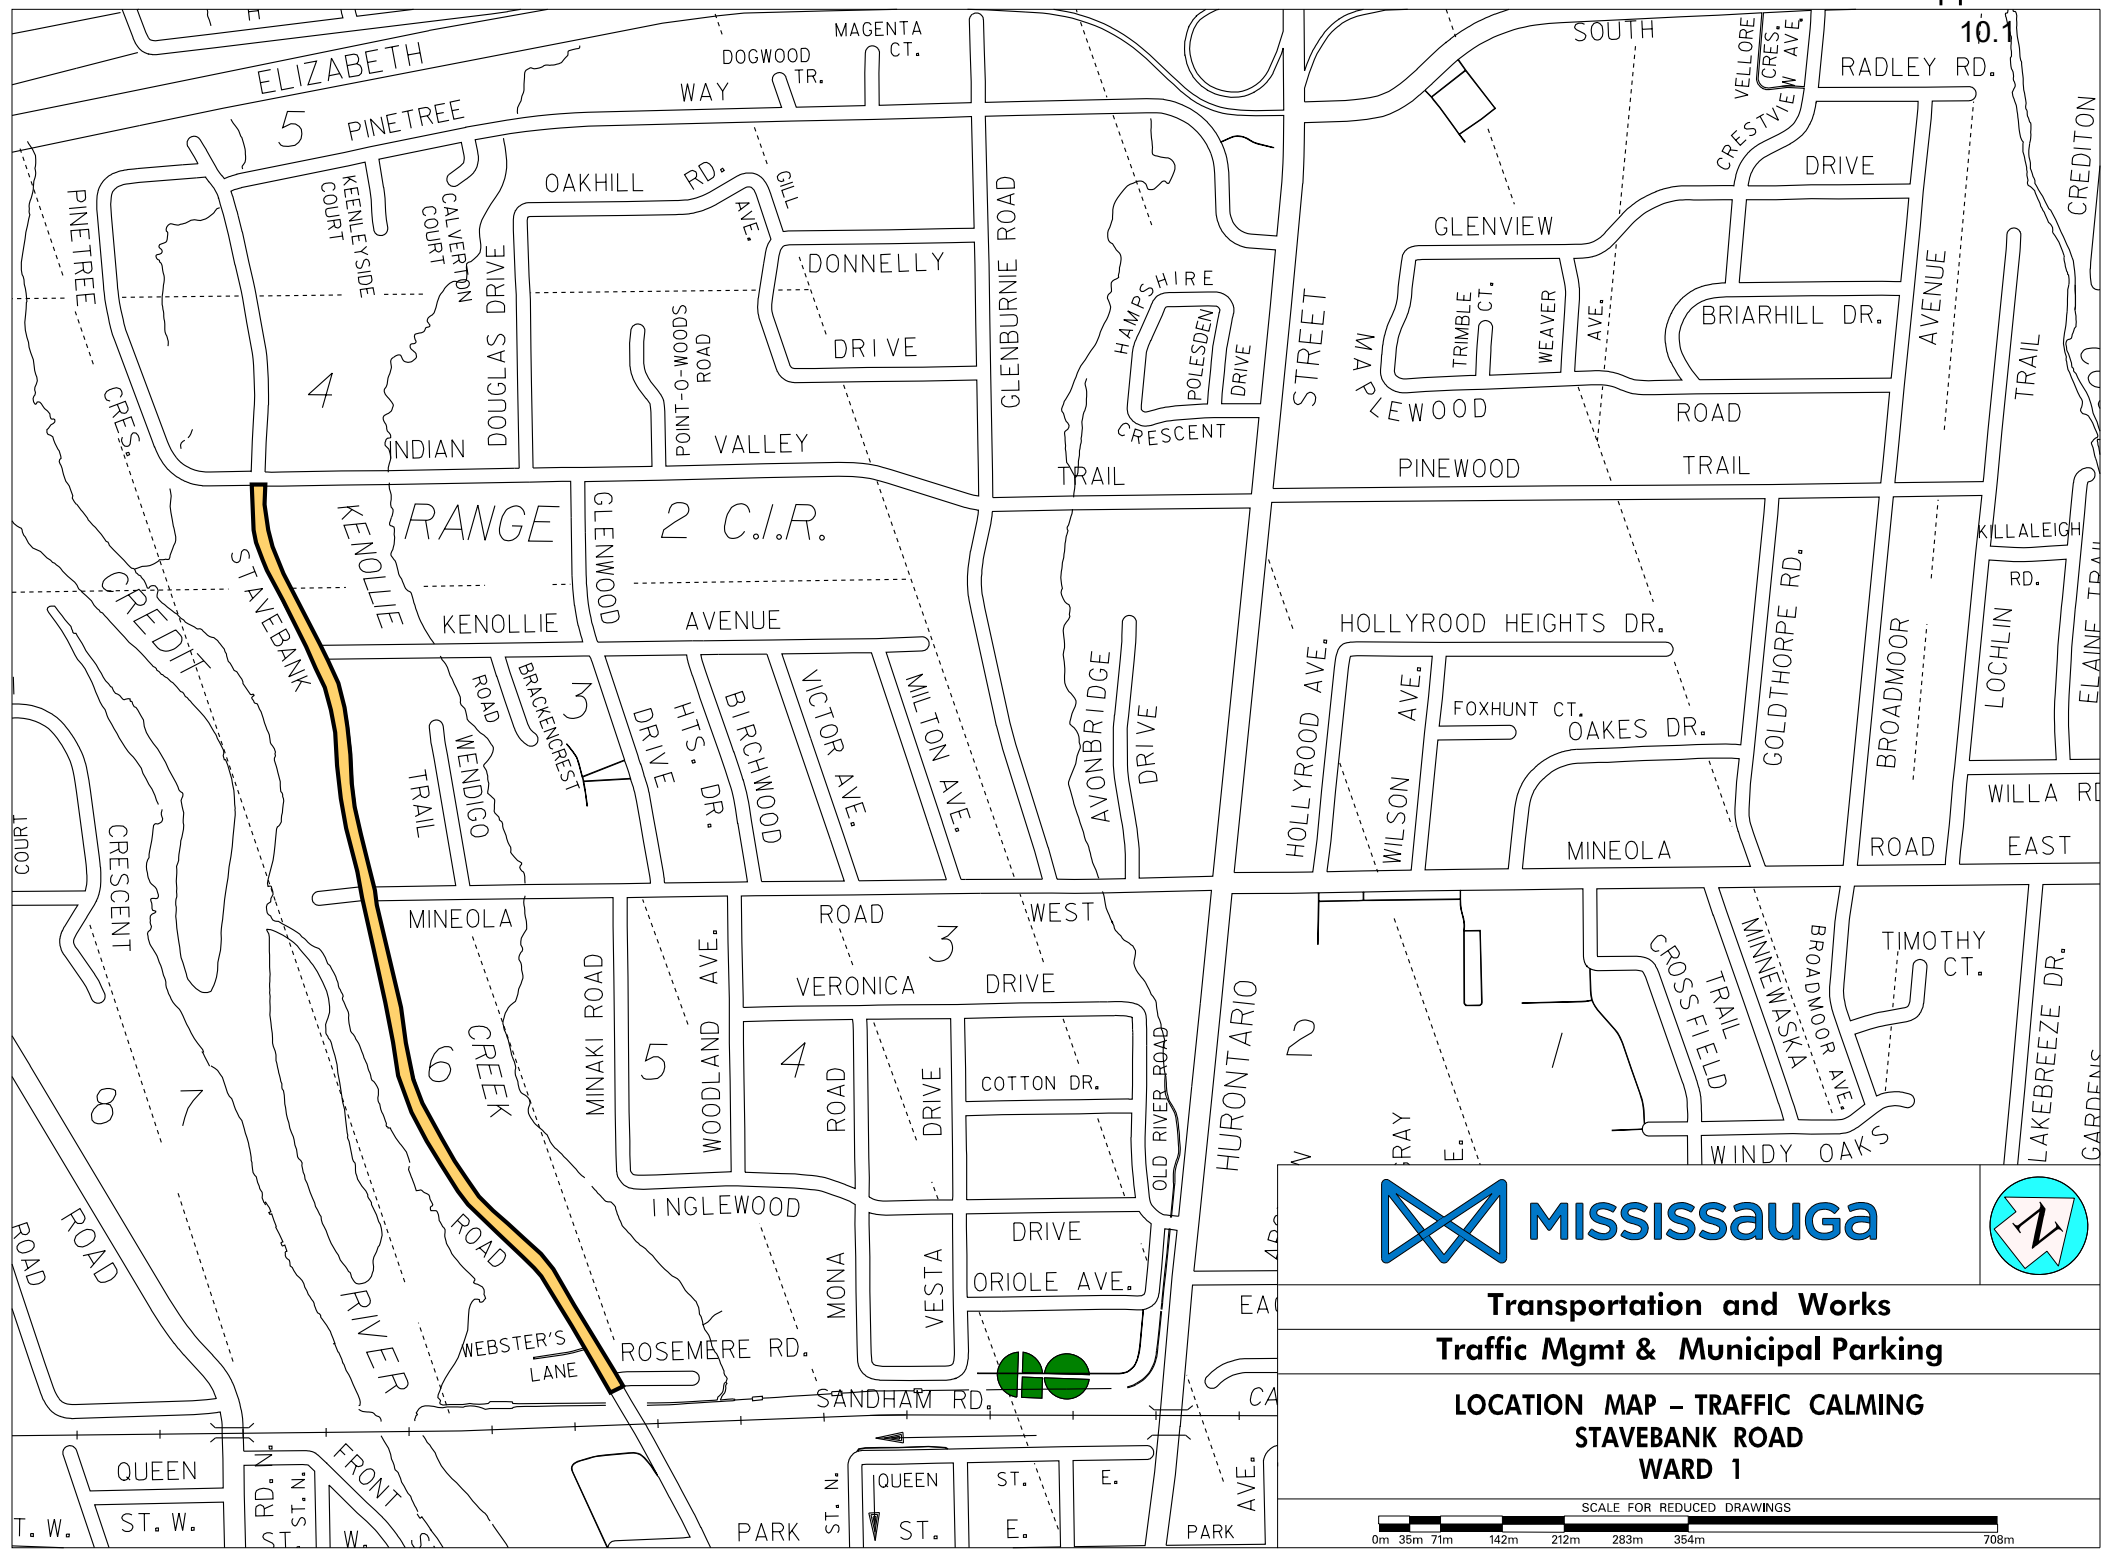 10.1
ELIZABETH
WAY
SOUTH
DOGWOOD
TR.
MAGENTA
CT.
VELLORE
CRES.
CRESTVIEW AVE.
RADLEY RD.
CREDITON
5
PINETREE
PINETREE
CRES.
KEENLEYSIDE
COURT
CALVERTON
COURT
OAKHILL
RD.
GILL
AVE.
DOUGLAS DRIVE
DONNELLY
DRIVE
POINT-O-WOODS
ROAD
GLENBURNIE ROAD
HAMPSHIRE
POLESDEN
DRIVE
CRESCENT
STREET
GLENVIEW
DRIVE
MAPLEWOOD
ROAD
TRIMBLE
CT.
WEAVER
AVE.
BRIARHILL DR.
AVENUE
TRAIL
4
INDIAN
VALLEY
TRAIL
PINEWOOD
TRAIL
RANGE
2 C.I.R.
KENOLLIE
GLENWOOD
STAVEBANK
CREDIT
KENOLLIE
AVENUE
HOLLYROOD HEIGHTS DR.
GOLDTHORPE RD.
KILLALEIGH
RD.
LOCHLIN
ELAINE TRAIL
BROADMOOR
ROAD
BRACKENCREST
3
DRIVE
HTS. DR.
BIRCHWOOD
VICTOR AVE.
MILTON AVE.
AVONBRIDGE
DRIVE
HOLLYROOD AVE.
WILSON
AVE.
FOXHUNT CT.
OAKES DR.
TRAIL
WENDIGO
WILLA RD
COURT
CRESCENT
MINEOLA
ROAD
EAST
MINEOLA
ROAD
WEST
3
MINAKI ROAD
WOODLAND
AVE.
VERONICA
DRIVE
CROSSFIELD
TRAIL
MINNEWASKA
BROADMOOR AVE.
TIMOTHY
CT.
LAKEBREEZE DR.
GARDENS
8
7
6
CREEK
5
4
ROAD
DRIVE
COTTON DR.
OLD RIVER ROAD
HURONTARIO
2
1
WINDY OAKS
ROAD
ROAD
RIVER
ROAD
INGLEWOOD
DRIVE
MONA
VESTA
ORIOLE AVE.
WEBSTER'S
LANE
ROSEMERE RD.
SANDHAM RD.
QUEEN
ST. W.
T. W.
RD. N.
ST. N.
ST.
W.
FRONT
PARK
ST. N.
QUEEN
ST.
E.
ST.
E.
PARK
AVE.
GRAY
E.
EAG
CA
MISSISSAUGA
N
Transportation and Works
Traffic Mgmt & Municipal Parking
LOCATION MAP – TRAFFIC CALMING
STAVEBANK ROAD
WARD 1
SCALE FOR REDUCED DRAWINGS
0m 35m 71m 142m 212m 283m 354m 708m